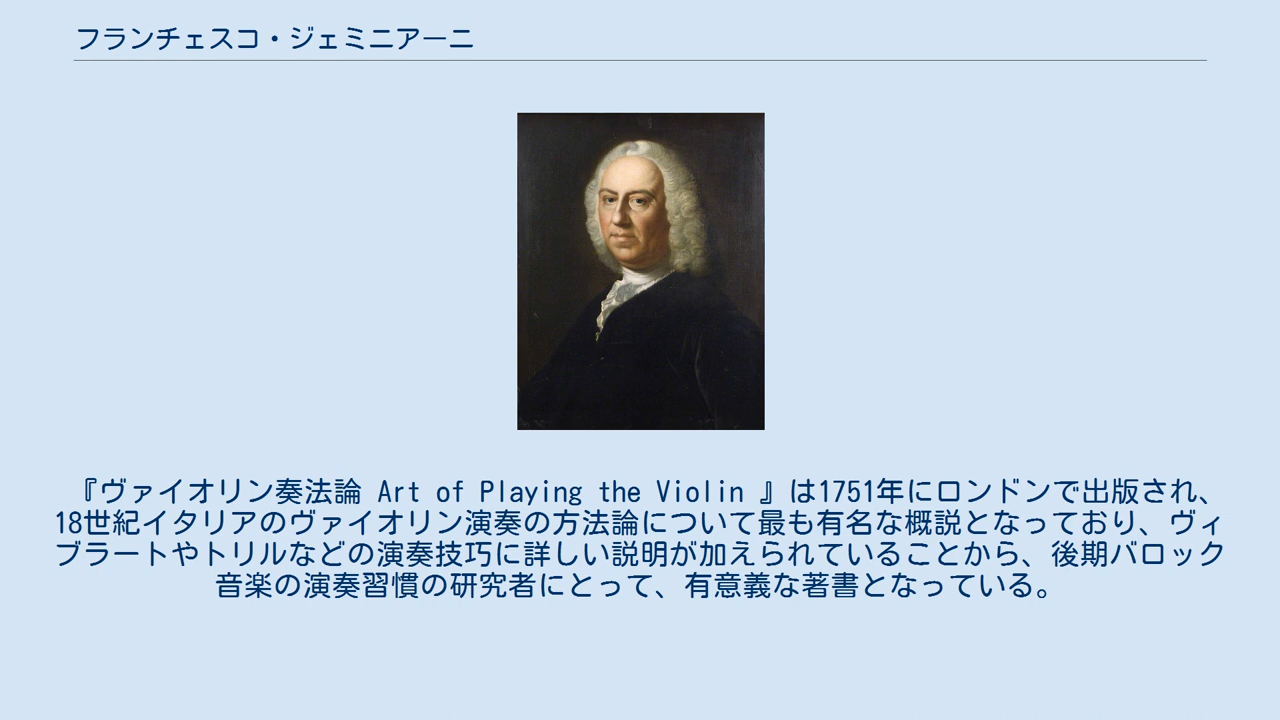 フランチェスコ・ジェミニアーニ
『ヴァイオリン奏法論 Art of Playing the Violin 』は1751年にロンドンで出版され、
18世紀イタリアのヴァイオリン演奏の方法論について最も有名な概説となっており、ヴィ
ブラートやトリルなどの演奏技巧に詳しい説明が加えられていることから、後期バロック
音楽の演奏習慣の研究者にとって、有意義な著書となっている。